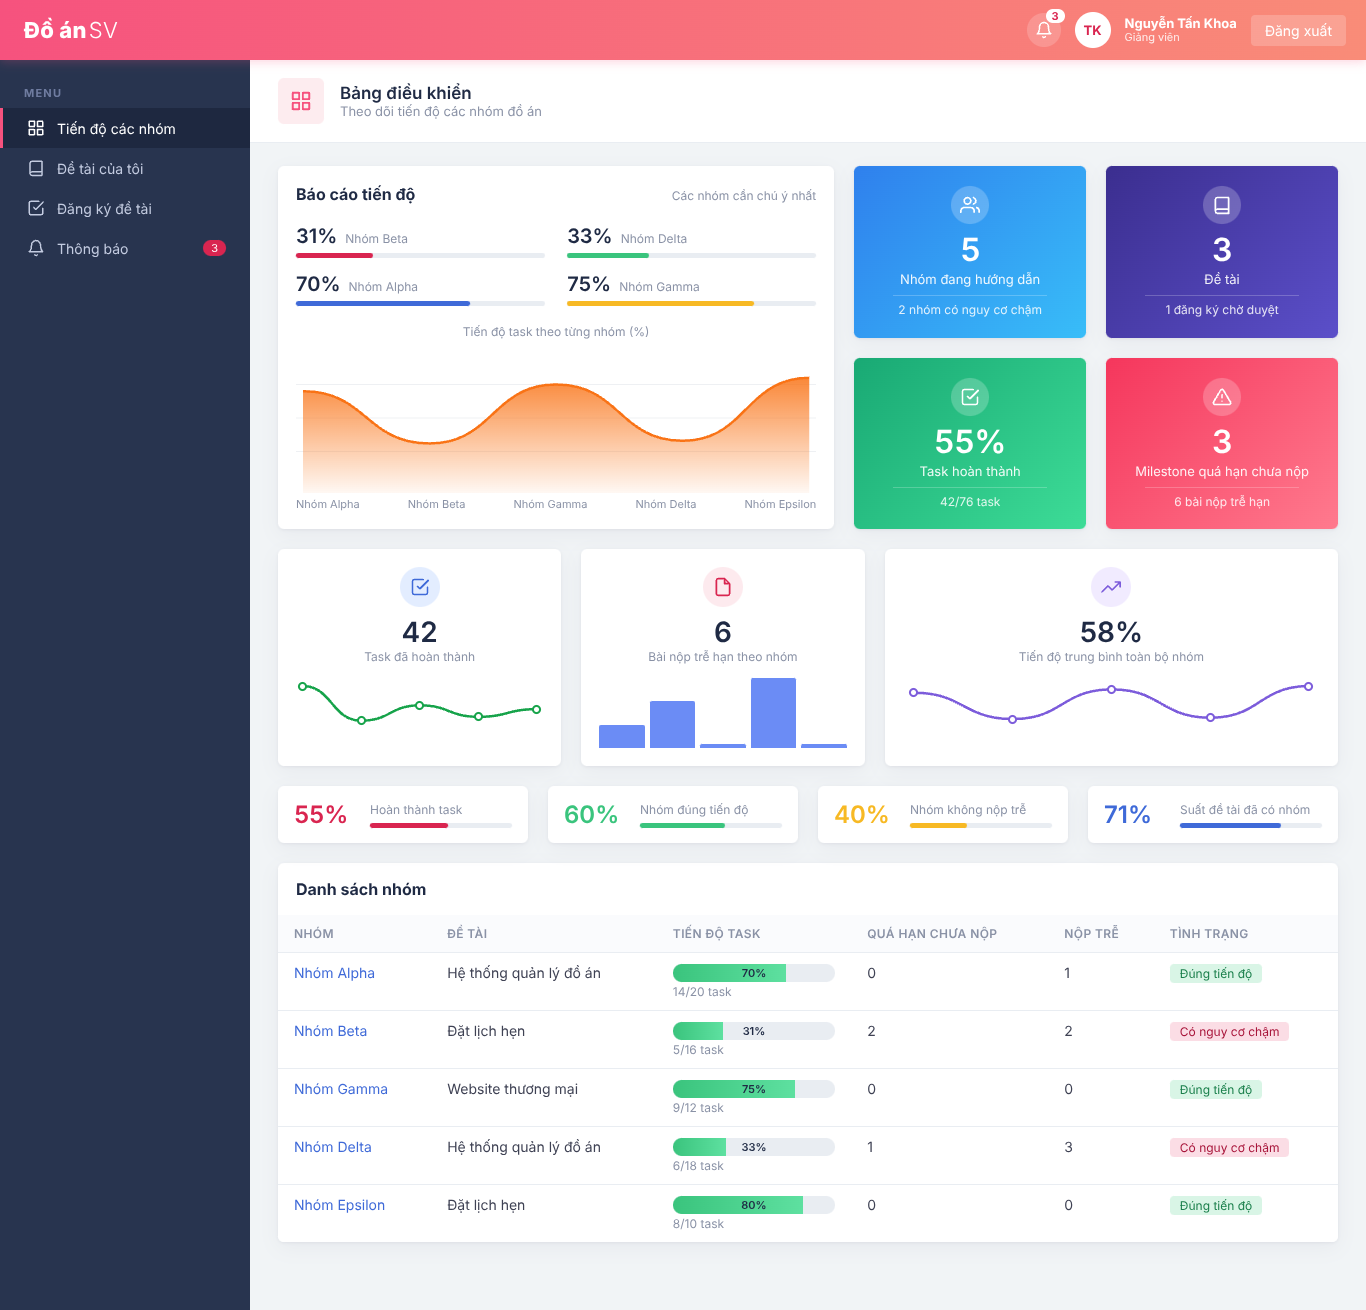 Đồ án SV
3
TK
Nguyễn Tấn Khoa
Giảng viên
Đăng xuất
MENU
Tiến độ các nhóm
Đề tài của tôi
Đăng ký đề tài
Thông báo
3
Bảng điều khiển
Theo dõi tiến độ các nhóm đồ án
Báo cáo tiến độ
Các nhóm cần chú ý nhất
31% Nhóm Beta
33% Nhóm Delta
70% Nhóm Alpha
75% Nhóm Gamma
Tiến độ task theo từng nhóm (%)
Nhóm Alpha
Nhóm Beta
Nhóm Gamma
Nhóm Delta
Nhóm Epsilon
5
Nhóm đang hướng dẫn
2 nhóm có nguy cơ chậm
3
Đề tài
1 đăng ký chờ duyệt
55%
Task hoàn thành
42/76 task
3
Milestone quá hạn chưa nộp
6 bài nộp trễ hạn
42
Task đã hoàn thành
6
Bài nộp trễ hạn theo nhóm
58%
Tiến độ trung bình toàn bộ nhóm
55% Hoàn thành task
60% Nhóm đúng tiến độ
40% Nhóm không nộp trễ
71% Suất đề tài đã có nhóm
Danh sách nhóm
NHÓM ĐỀ TÀI TIẾN ĐỘ TASK QUÁ HẠN CHƯA NỘP NỘP TRỄ TÌNH TRẠNG
Nhóm Alpha Hệ thống quản lý đồ án 70% 0 1 Đúng tiến độ
14/20 task
Nhóm Beta Đặt lịch hẹn 31% 2 2 Có nguy cơ chậm
5/16 task
Nhóm Gamma Website thương mại 75% 0 0 Đúng tiến độ
9/12 task
Nhóm Delta Hệ thống quản lý đồ án 33% 1 3 Có nguy cơ chậm
6/18 task
Nhóm Epsilon Đặt lịch hẹn 80% 0 0 Đúng tiến độ
8/10 task